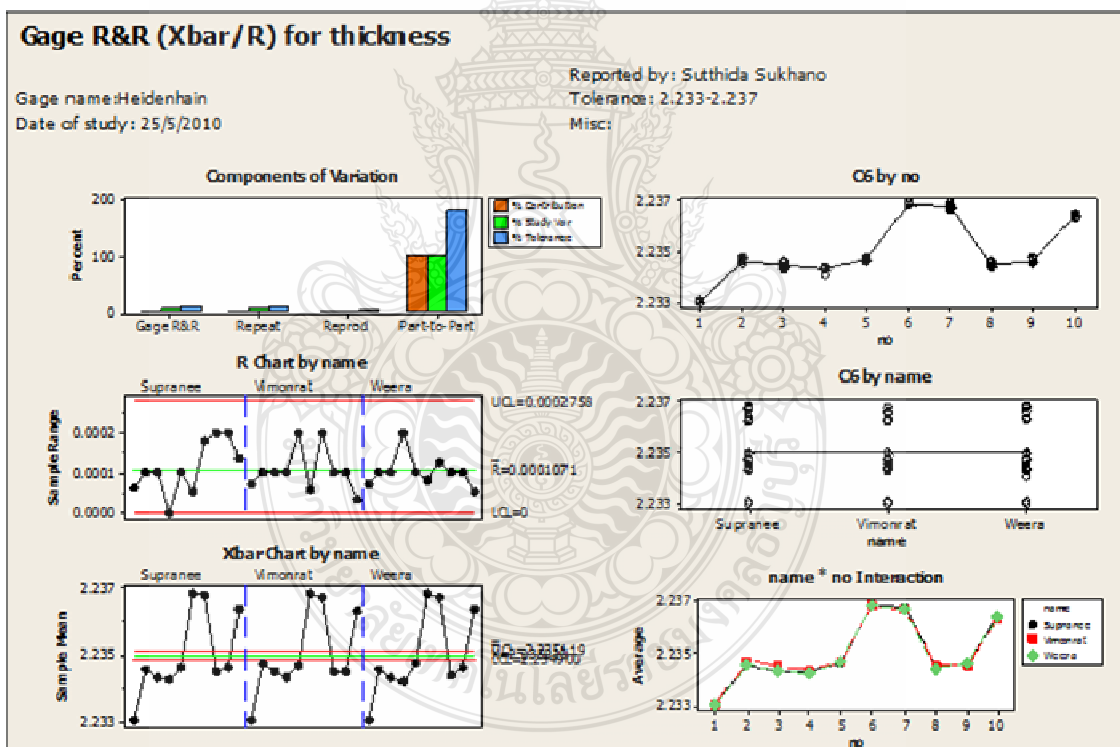 Gage R&R (Xbar/R) for thickness
Gage name:Heidenhain
Date of study: 25/5/2010
Reported by: Sutthida Sukhano
Tolerance: 2.233-2.237
Misc:
Components of Variation
Percent
200
100
0
Gage R&R
Repeat
Reprod
Part-to-Part
% Contribution
% Study Var
% Tolerance
R Chart by name
Supranee
Vimonrat
Weera
Sample Range
0.0002
0.0001
0.0000
UCL=0.0002758
R=0.0001071
LCL=0
Xbar Chart by name
Supranee
Vimonrat
Weera
Sample Mean
2.237
2.235
2.233
C6 by no
2.237
2.235
2.233
1 2 3 4 5 6 7 8 9 10
no
C6 by name
2.237
2.235
2.233
Supranee
Vimonrat
Weera
name
name * no Interaction
Average
2.237
2.235
2.233
1 2 3 4 5 6 7 8 9 10
no
name
Supranee
Vimonrat
Weera